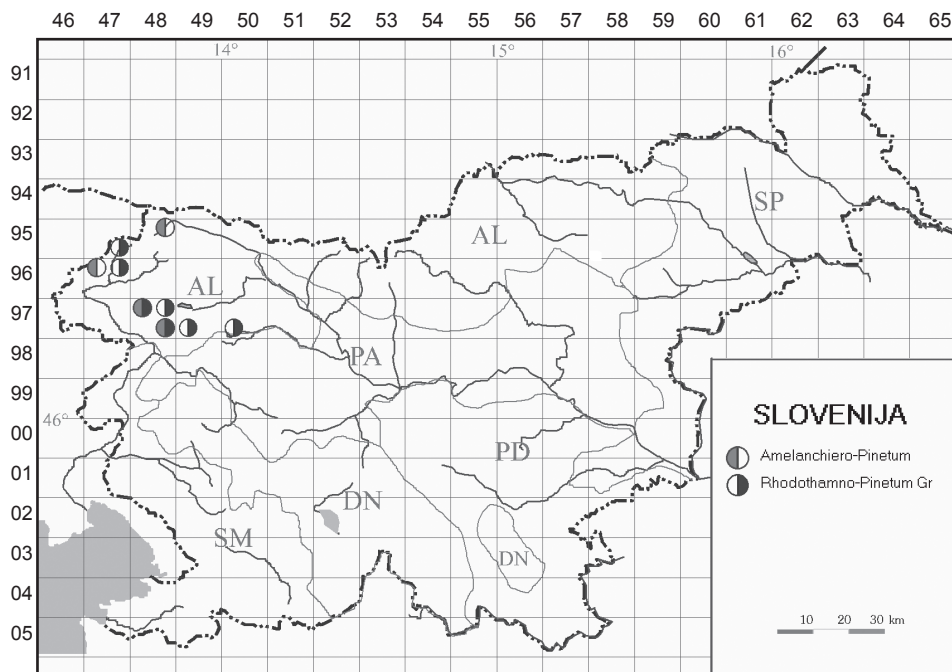 46 47 48 49 50 51 52 53 54 55 56 57 58 59 60 61 62 63 65
14° 15° 16°
91
92
93
94
SP
95
AL
96
AL
97
98
PA
99
46°
SLOVENIJA
00
PD
Amelanchiero-Pinetum
01
Rhodothamno-Pinetum Gr
02
DN
SM
03
DN
04
10 20 30 km
05